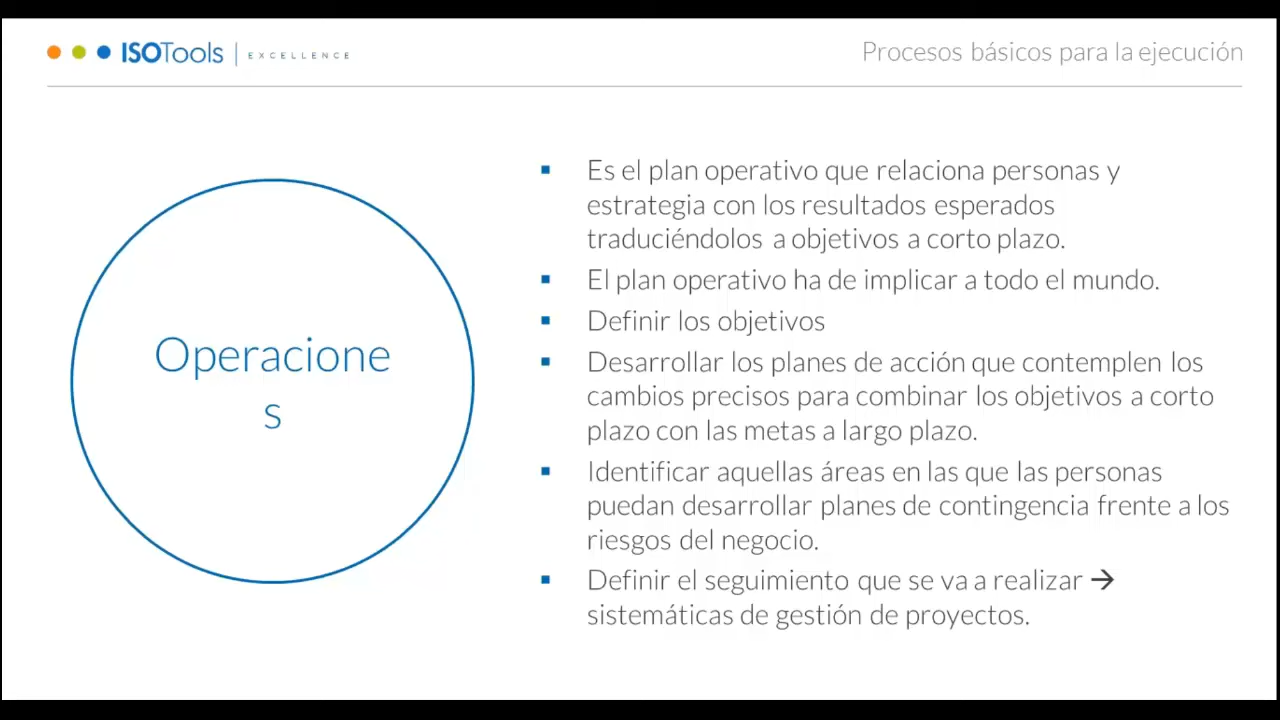 ISOTools | EXCELLENCE
Procesos básicos para la ejecución
Operacione
s
▪ Es el plan operativo que relaciona personas y
estrategia con los resultados esperados
traduciéndolos a objetivos a corto plazo.
▪ El plan operativo ha de implicar a todo el mundo.
▪ Definir los objetivos
▪ Desarrollar los planes de acción que contemplen los
cambios precisos para combinar los objetivos a corto
plazo con las metas a largo plazo.
▪ Identificar aquellas áreas en las que las personas
puedan desarrollar planes de contingencia frente a los
riesgos del negocio.
▪ Definir el seguimiento que se va a realizar →
sistemáticas de gestión de proyectos.